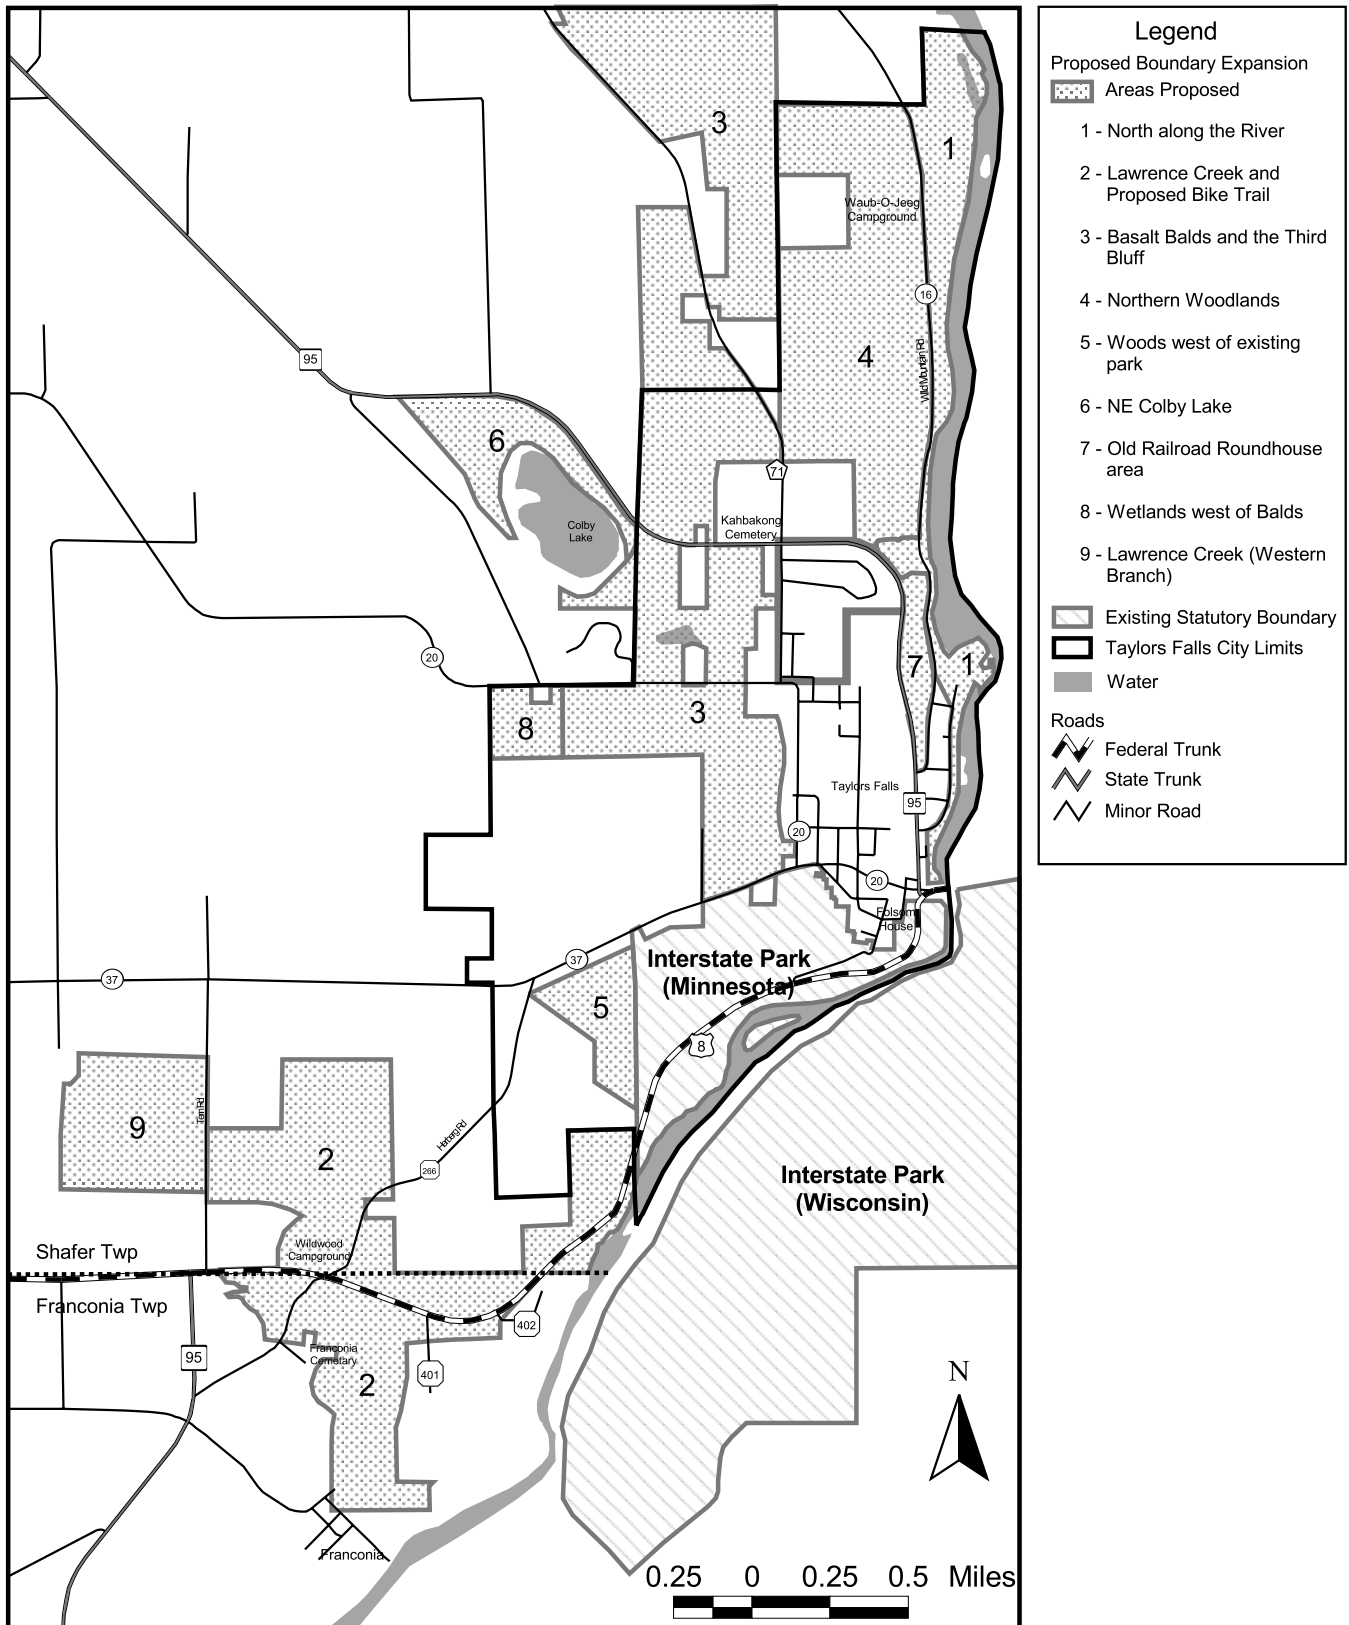 Legend
Proposed Boundary Expansion
Areas Proposed
1 - North along the River
2 - Lawrence Creek and
Proposed Bike Trail
3 - Basalt Balds and the Third
Bluff
4 - Northern Woodlands
5 - Woods west of existing
park
6 - NE Colby Lake
7 - Old Railroad Roundhouse
area
8 - Wetlands west of Balds
9 - Lawrence Creek (Western
Branch)
Existing Statutory Boundary
Taylors Falls City Limits
Water
Roads
Federal Trunk
State Trunk
Minor Road
3
1
Waub-O-Jeeg
Campground
16
95
4
Wild Mountain Rd
6
71
Colby
Lake
Kahbakong
Cemetery
20
7
1
3
8
Taylors Falls
95
20
20
Folsom
House
37
37
Interstate Park
(Minnesota)
5
8
9
2
266
Interstate Park
(Wisconsin)
Wildwood
Campground
Shafer Twp
Franconia Twp
402
95
Franconia
Cemetary
401
2
N
Franconia
0.25 0 0.25 0.5 Miles